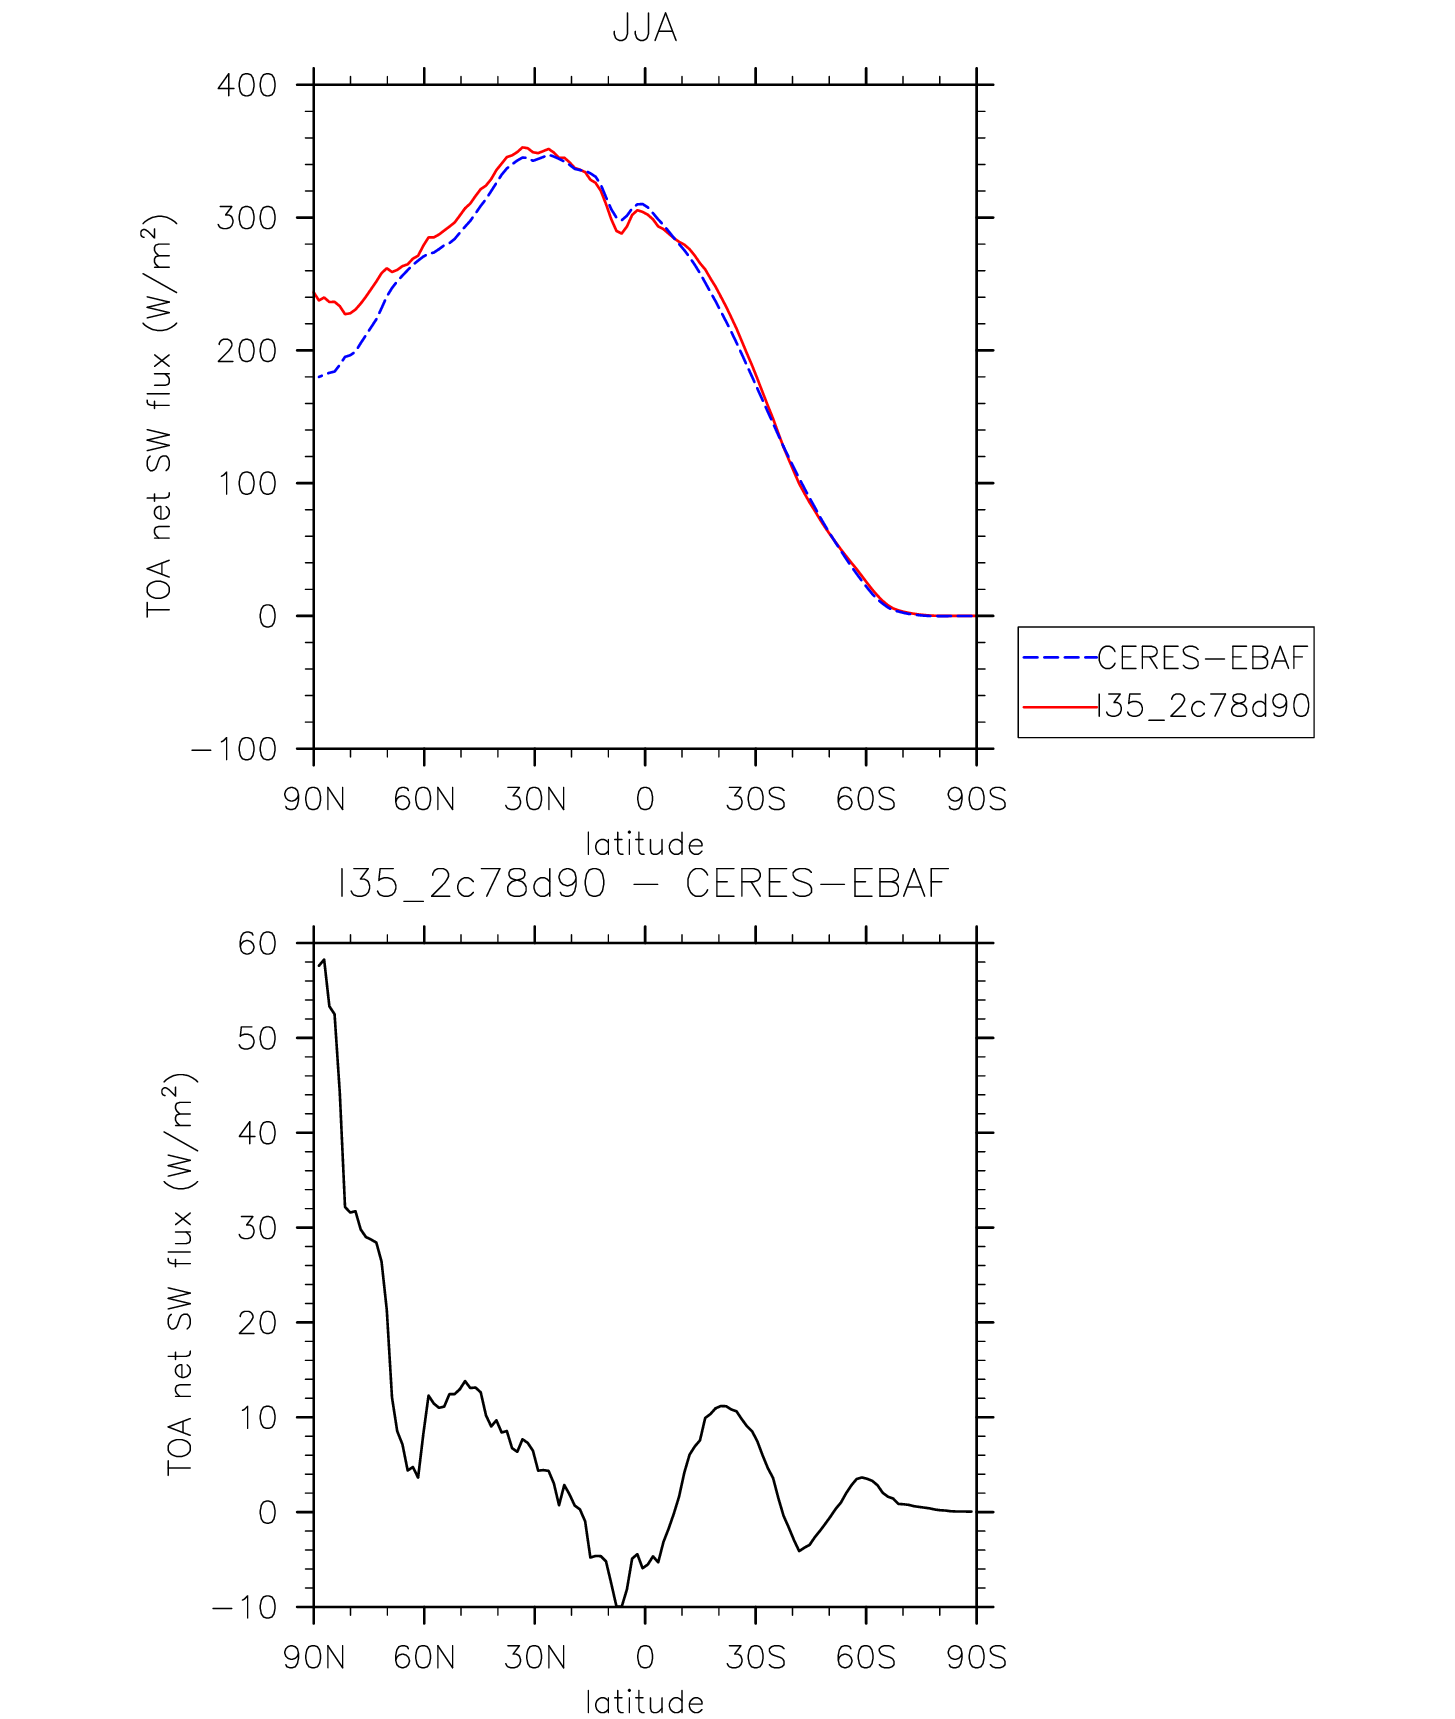 JJA
400
300
200
100
0
-100
TOA net SW flux (W/m²)
90N 60N 30N 0 30S 60S 90S
latitude
CERES-EBAF
I35_2c78d90
I35_2c78d90 - CERES-EBAF
60
50
40
30
20
10
0
-10
TOA net SW flux (W/m²)
90N 60N 30N 0 30S 60S 90S
latitude